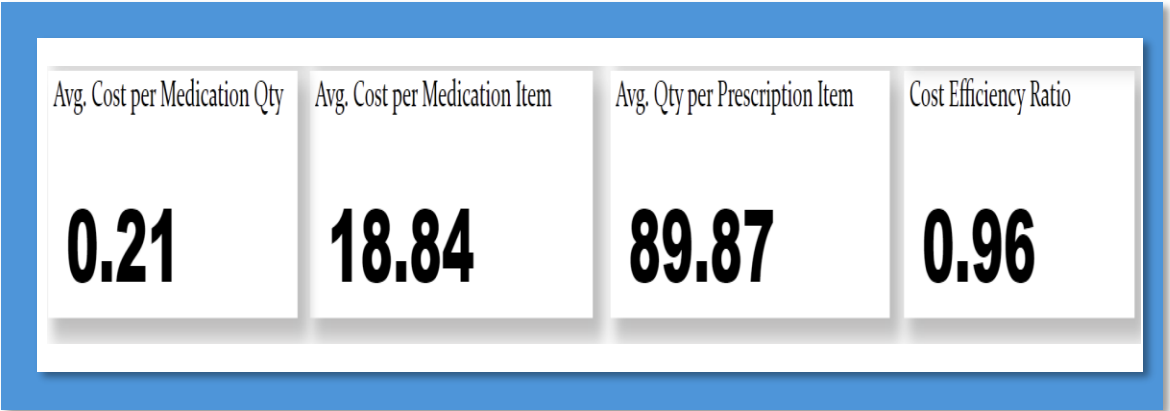 Avg. Cost per Medication Qty
0.21
Avg. Cost per Medication Item
18.84
Avg. Qty per Prescription Item
89.87
Cost Efficiency Ratio
0.96